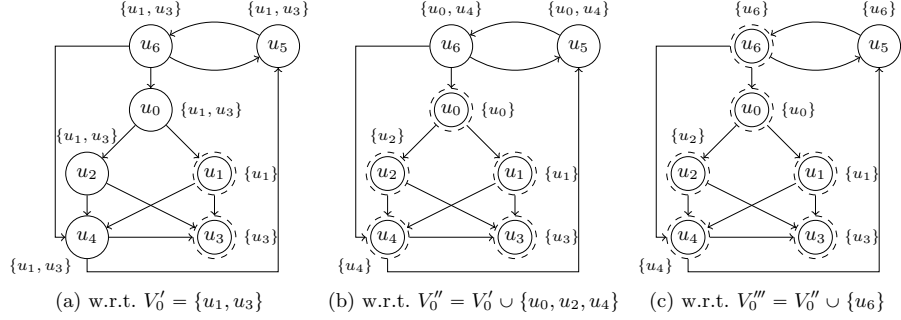 {u₁, u₃} {u₁, u₃} {u₀, u₄} {u₀, u₄} {u₆} {u₆}
u₆ u₅ u₆ u₅ u₆ u₅
u₀ {u₁, u₃} u₀ {u₀} u₀ {u₀}
{u₁, u₃} {u₂} {u₂}
u₂ u₁ {u₁} u₂ u₁ {u₁} u₂ u₁ {u₁}
u₄ u₃ {u₃} u₄ u₃ {u₃} u₄ u₃ {u₃}
{u₁, u₃} {u₄} {u₄}
(a) w.r.t. V₀′ = {u₁, u₃} (b) w.r.t. V₀″ = V₀′ ∪ {u₀, u₂, u₄} (c) w.r.t. V₀‴ = V₀″ ∪ {u₆}